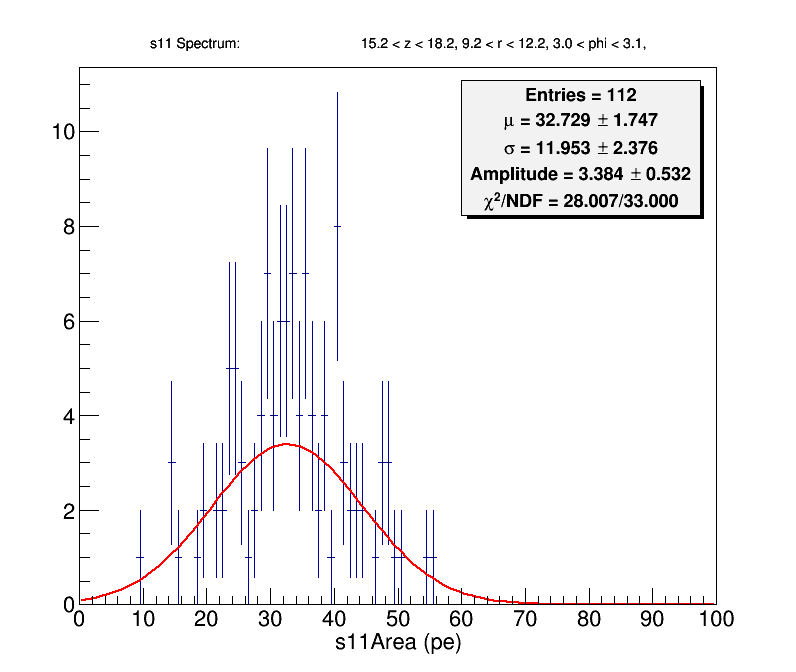 s11 Spectrum: 15.2 < z < 18.2, 9.2 < r < 12.2, 3.0 < phi < 3.1,
Entries = 112
μ = 32.729 ± 1.747
σ = 11.953 ± 2.376
Amplitude = 3.384 ± 0.532
χ²/NDF = 28.007/33.000
10
8
6
4
2
0
0 10 20 30 40 50 60 70 80 90 100
s11Area (pe)